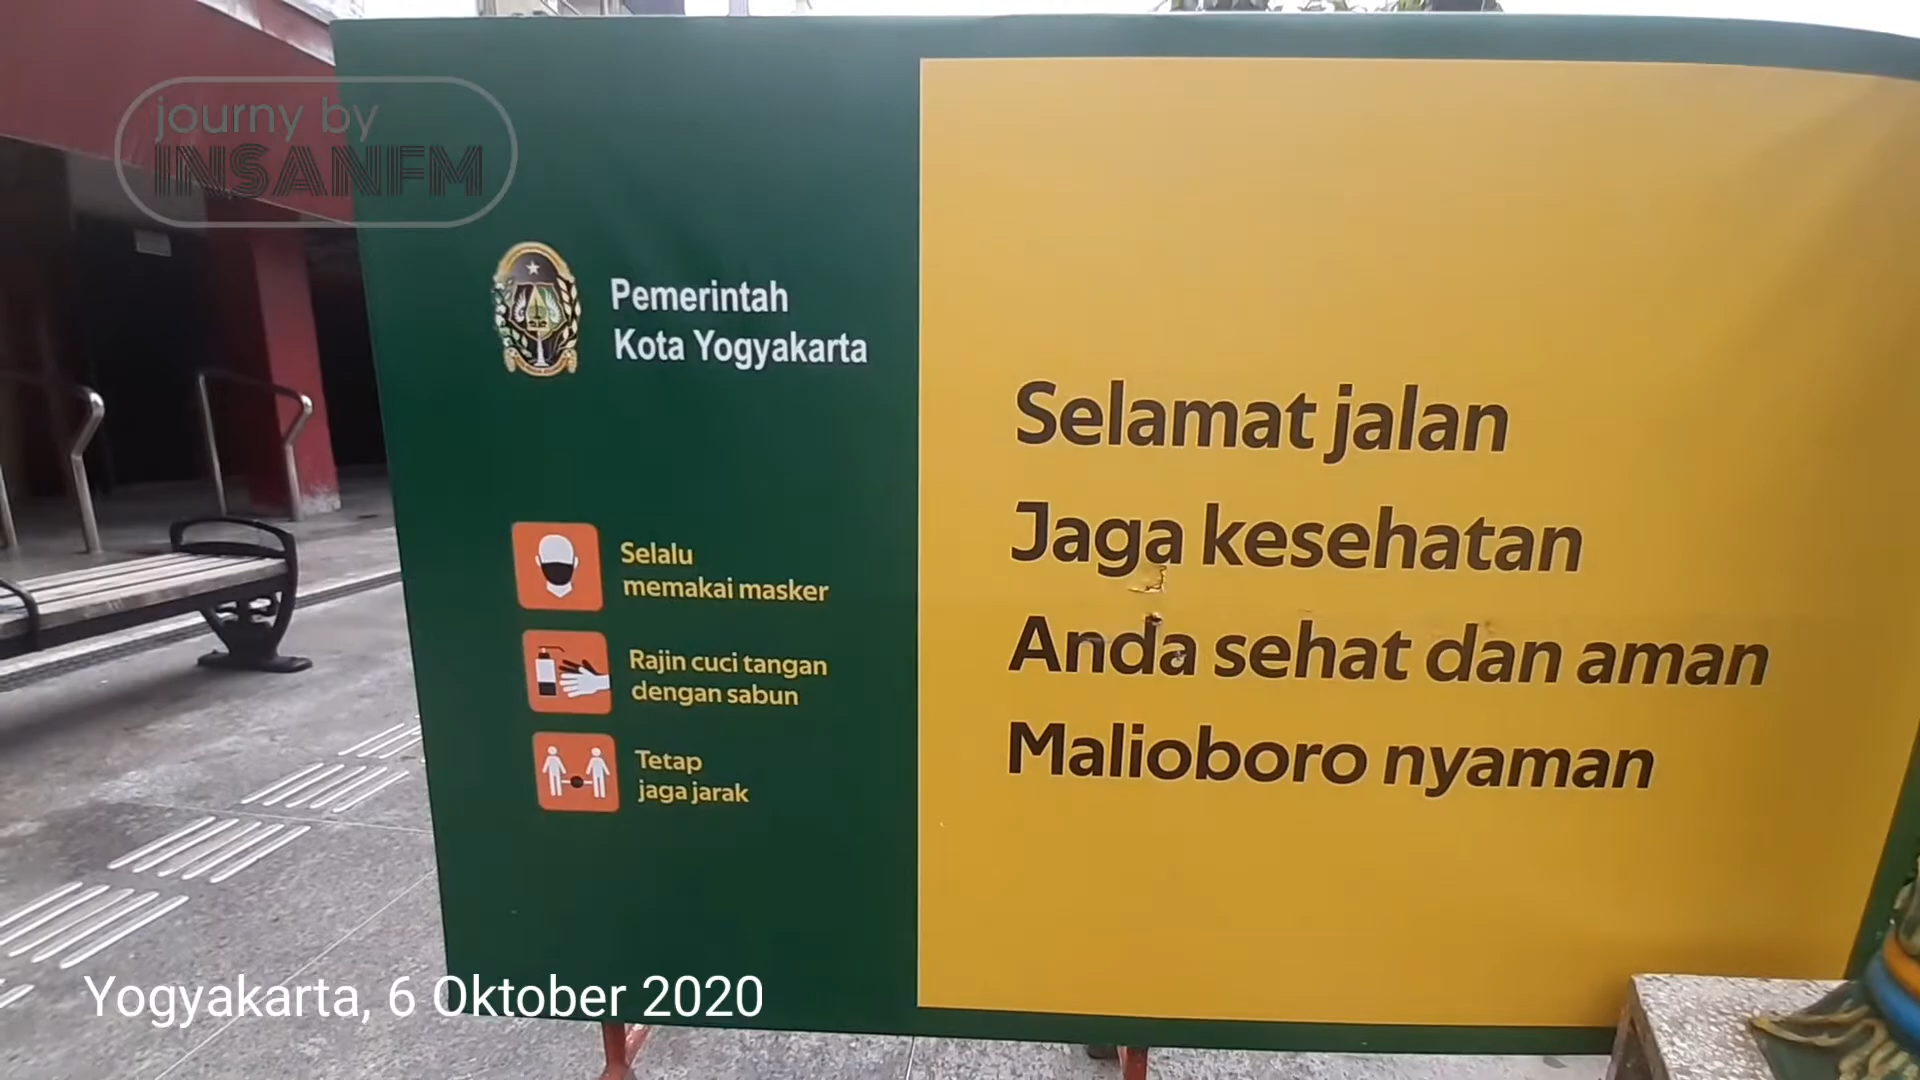 journy by
INSANFM
Pemerintah
Kota Yogyakarta
Selalu
memakai masker
Rajin cuci tangan
dengan sabun
Tetap
jaga jarak
Selamat jalan
Jaga kesehatan
Anda sehat dan aman
Malioboro nyaman
Yogyakarta, 6 Oktober 2020